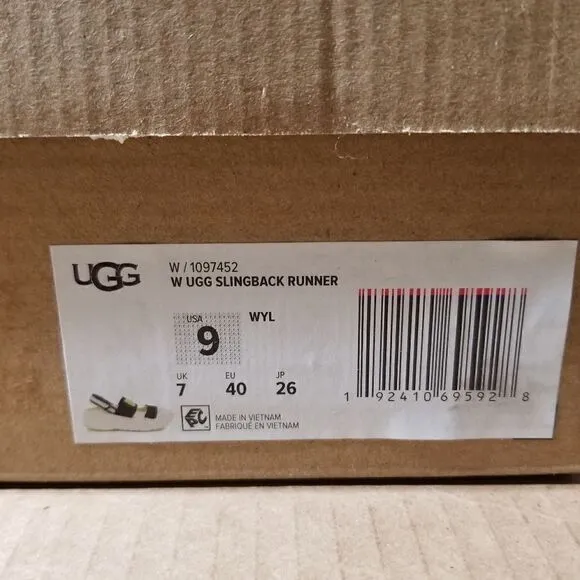 UGG
W / 1097452
W UGG SLINGBACK RUNNER
USA
9
WYL
UK EU JP
7 40 26
MADE IN VIETNAM
FABRIQUÉ EN VIETNAM
1 92410 69592 8